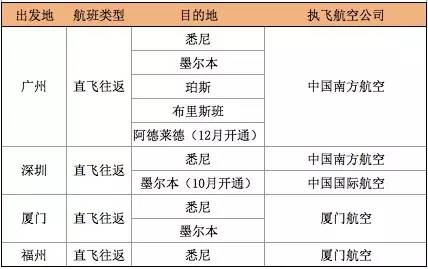 出发地 航班类型 目的地 执飞航空公司
广州 直飞往返 悉尼 中国南方航空
墨尔本
珀斯
布里斯班
阿德莱德（12月开通）
深圳 直飞往返 悉尼 中国南方航空
墨尔本（10月开通） 中国国际航空
厦门 直飞往返 悉尼 厦门航空
墨尔本
福州 直飞往返 悉尼 厦门航空